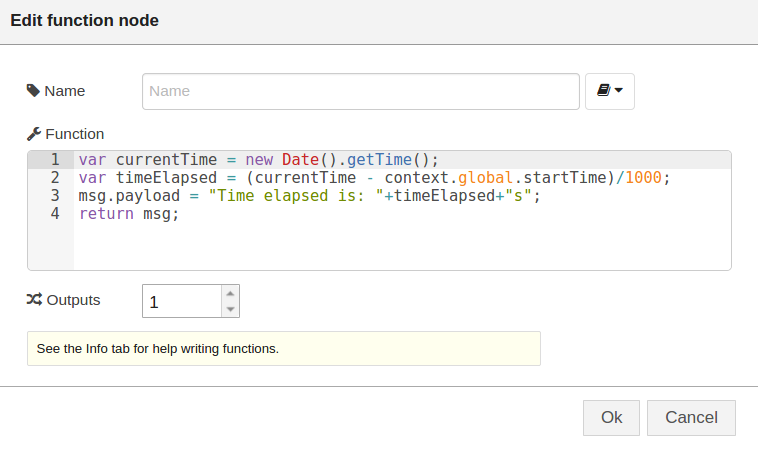 Edit function node
Name Name
Function
1 var currentTime = new Date().getTime();
2 var timeElapsed = (currentTime - context.global.startTime)/1000;
3 msg.payload = "Time elapsed is: "+timeElapsed+"s";
4 return msg;
Outputs 1
See the Info tab for help writing functions.
Ok Cancel